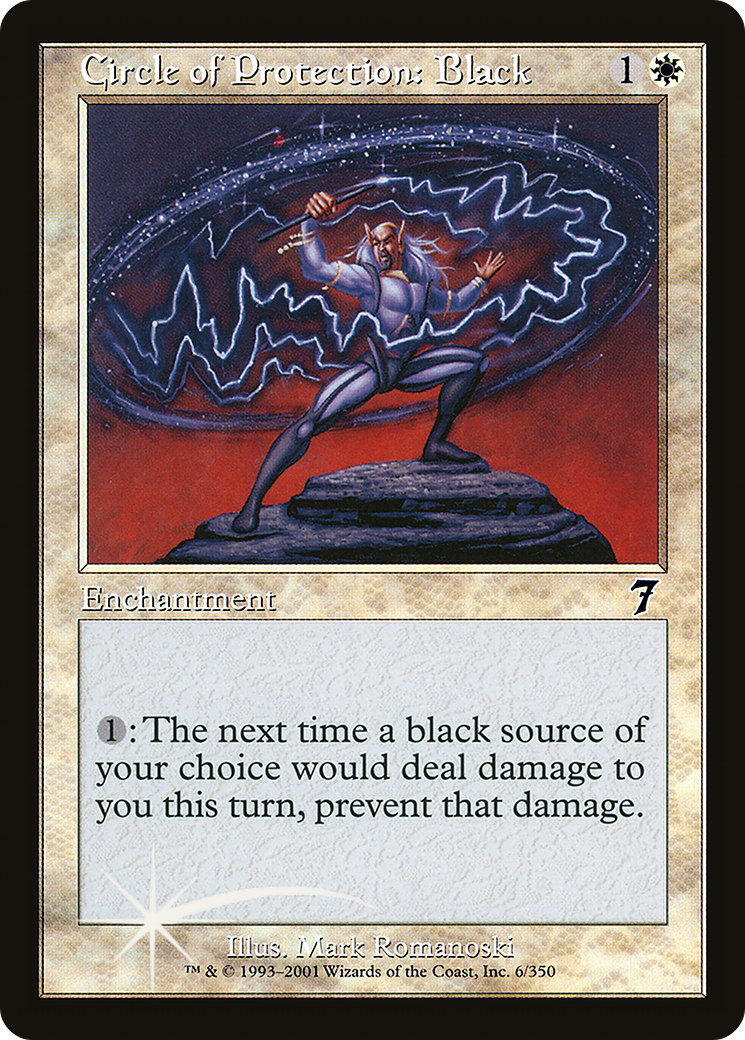 Circle of Protection: Black 1
Enchantment 7
1: The next time a black source of
your choice would deal damage to
you this turn, prevent that damage.
Illus. Mark Romanoski
™ & © 1993–2001 Wizards of the Coast, Inc. 6/350